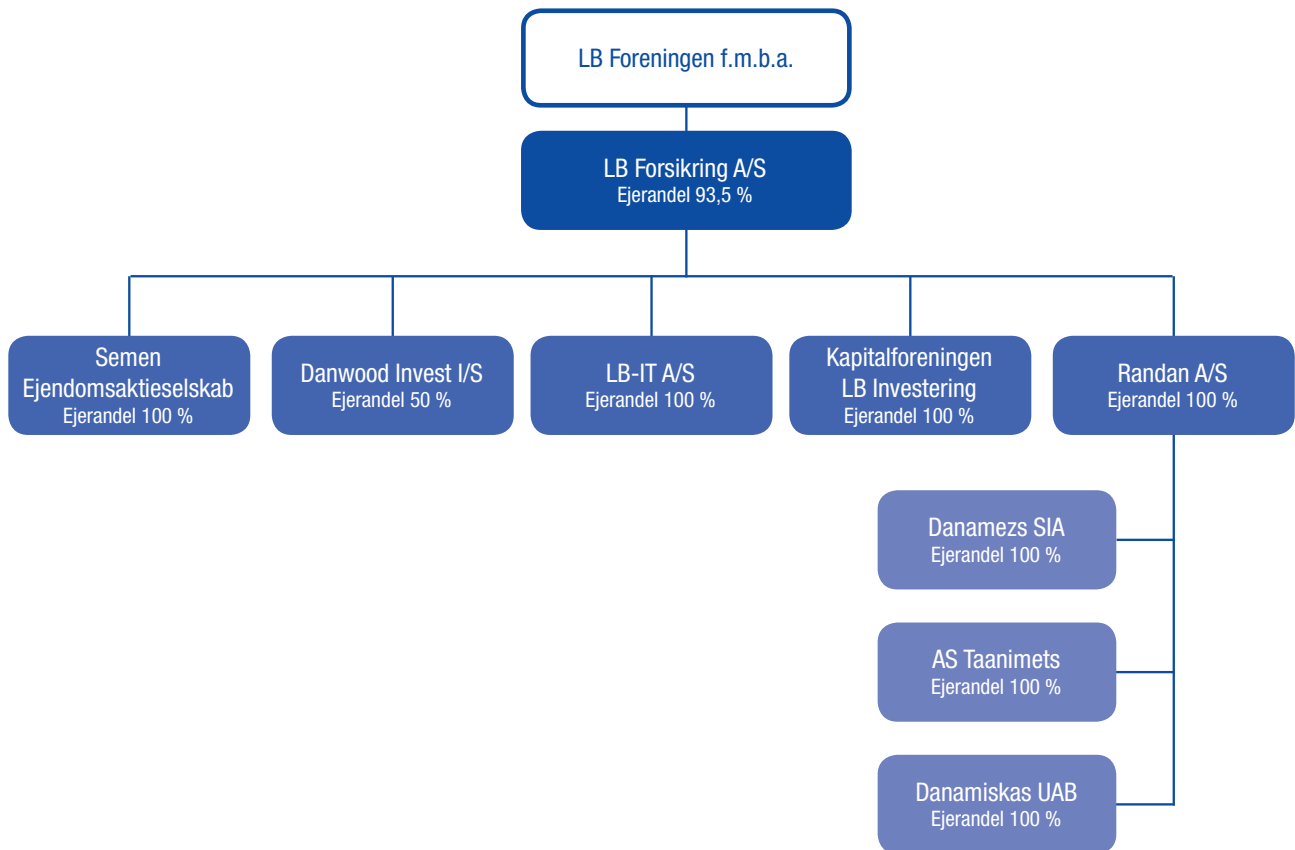 LB Foreningen f.m.b.a.
LB Forsikring A/S
Ejerandel 93,5 %
Semen
Ejendomsaktieselskab
Ejerandel 100 %
Danwood Invest I/S
Ejerandel 50 %
LB-IT A/S
Ejerandel 100 %
Kapitalforeningen
LB Investering
Ejerandel 100 %
Randan A/S
Ejerandel 100 %
Danamezs SIA
Ejerandel 100 %
AS Taanimets
Ejerandel 100 %
Danamiskas UAB
Ejerandel 100 %